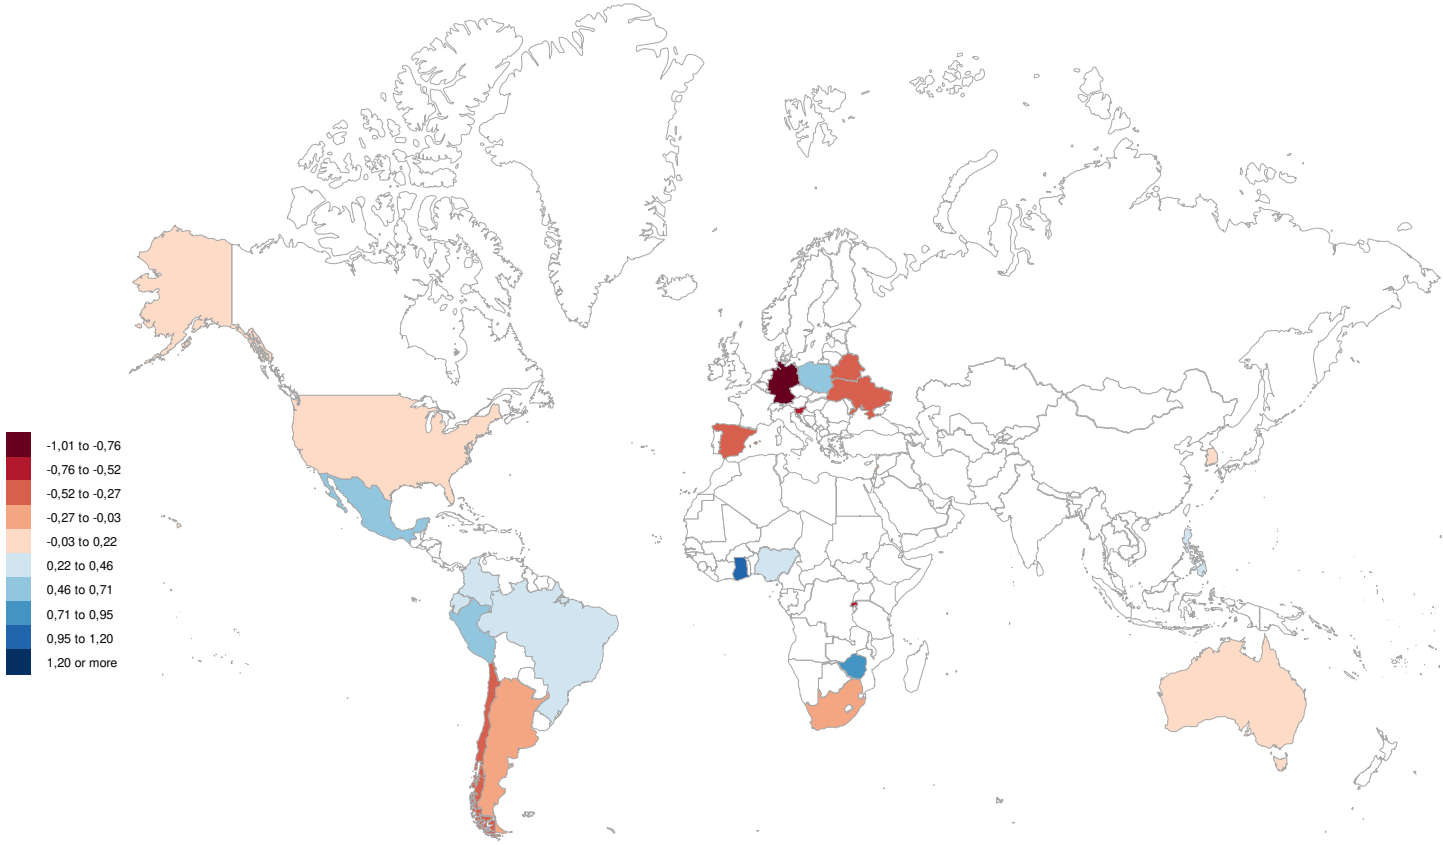 -1,01 to -0,76
-0,76 to -0,52
-0,52 to -0,27
-0,27 to -0,03
-0,03 to 0,22
0,22 to 0,46
0,46 to 0,71
0,71 to 0,95
0,95 to 1,20
1,20 or more